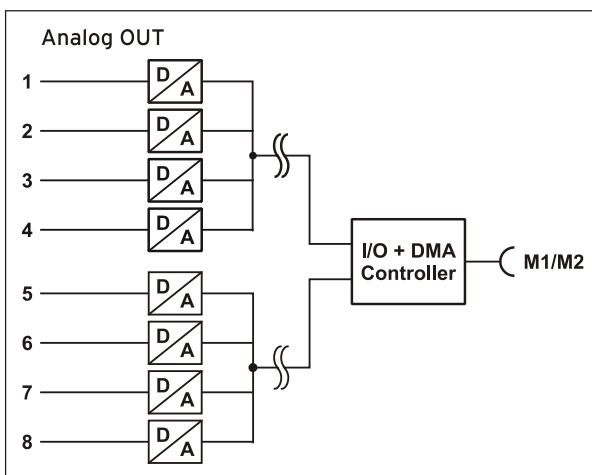 Analog OUT
1
D
A
2
D
A
3
D
A
4
D
A
I/O + DMA
Controller
M1/M2
5
D
A
6
D
A
7
D
A
8
D
A